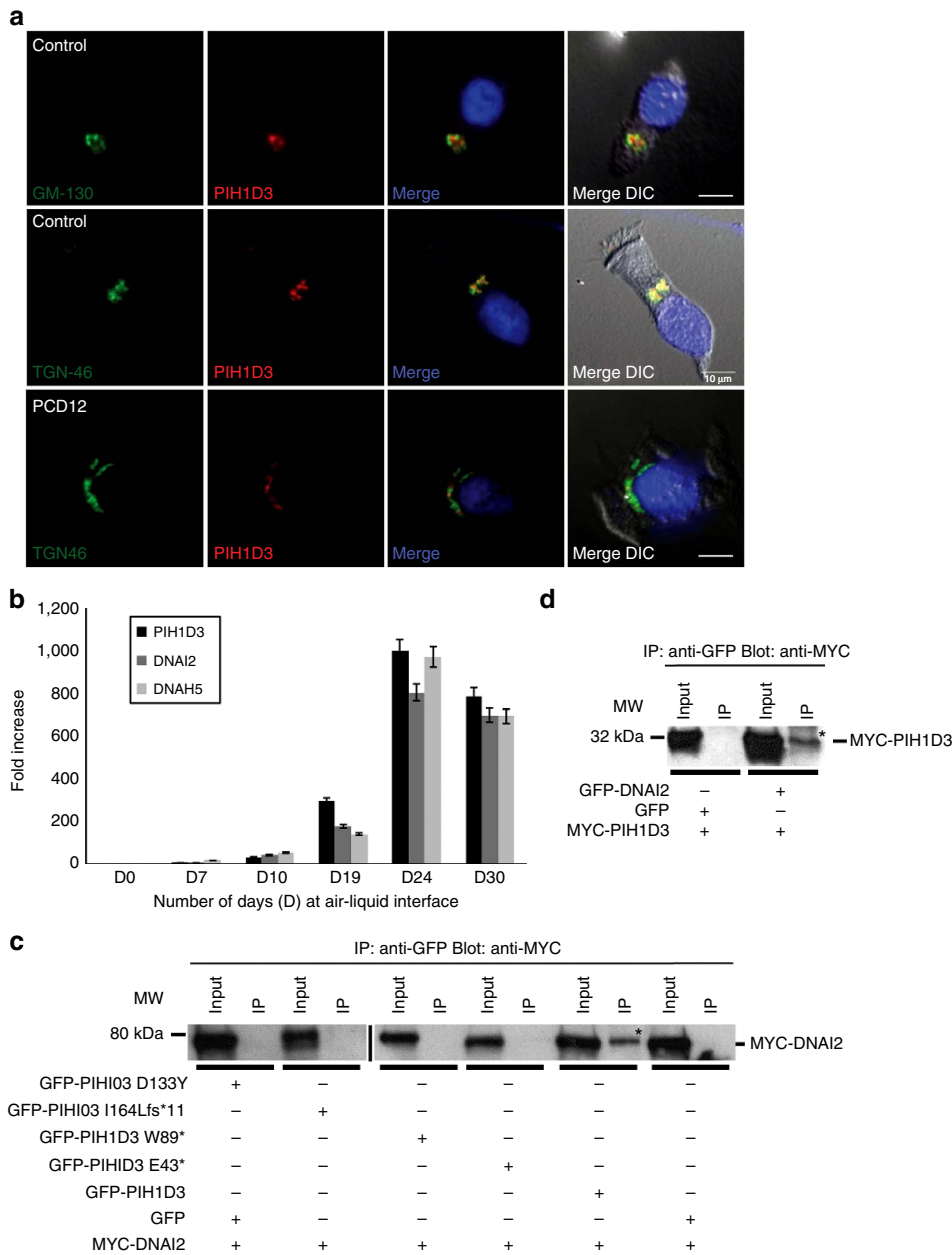 a
Control
GM-130 PIH1D3 Merge Merge DIC
Control
TGN-46 PIH1D3 Merge Merge DIC
10 µm
PCD12
TGN46 PIH1D3 Merge Merge DIC
b
1,200
1,000
800
600
400
200
0
Fold increase
PIH1D3
DNAI2
DNAH5
D0 D7 D10 D19 D24 D30
Number of days (D) at air-liquid interface
d
IP: anti-GFP Blot: anti-MYC
MW Input IP Input IP
32 kDa * MYC-PIH1D3
GFP-DNAI2 – +
GFP + –
MYC-PIH1D3 + +
c
IP: anti-GFP Blot: anti-MYC
MW Input IP Input IP Input IP Input IP Input IP Input IP
80 kDa * MYC-DNAI2
GFP-PIHI03 D133Y + – – – – –
GFP-PIHI03 I164Lfs*11 – + – – – –
GFP-PIH1D3 W89* – – + – – –
GFP-PIHID3 E43* – – – + – –
GFP-PIH1D3 – – – – + –
GFP + – – – – +
MYC-DNAI2 + + + + + +